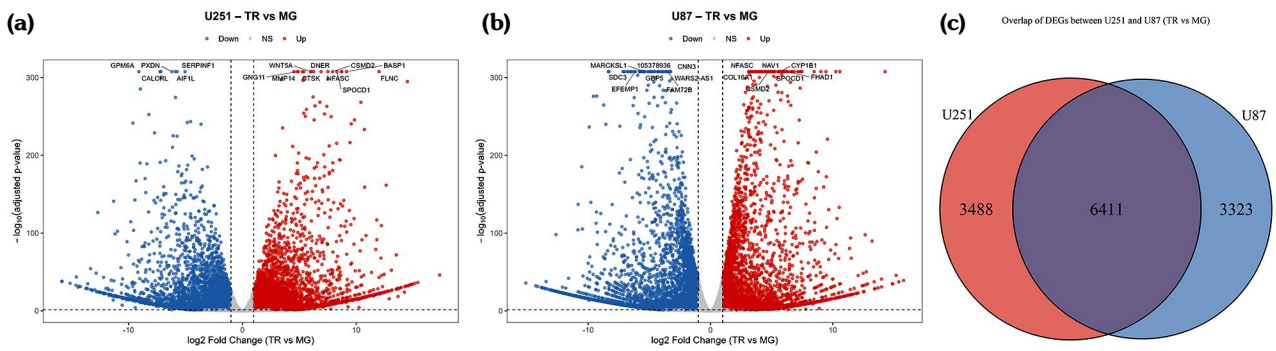 (a)
U251 – TR vs MG
Down NS Up
GPM6A PXDN SERPINF1
CALCRL AIF1L
WNT5A DNER CSMD2 BASP1
GNG11 MMP14 CTSK NFASC FLNC
SPOCD1
300
200
100
0
– log10(adjusted p-value)
-10 0 10
log2 Fold Change (TR vs MG)
(b)
U87 – TR vs MG
Down NS Up
MARCKSL1 105378936 CNN3
SDC3 GBP5 WARS2-AS1
EFEMP1 FAM72B
NFASC NAV1 CYP1B1
COL16A1 SPOCD1 FHAD1
CSMD2
300
200
100
0
– log10(adjusted p-value)
-10 0 10
log2 Fold Change (TR vs MG)
(c)
Overlap of DEGs between U251 and U87 (TR vs MG)
U251 U87
3488 6411 3323